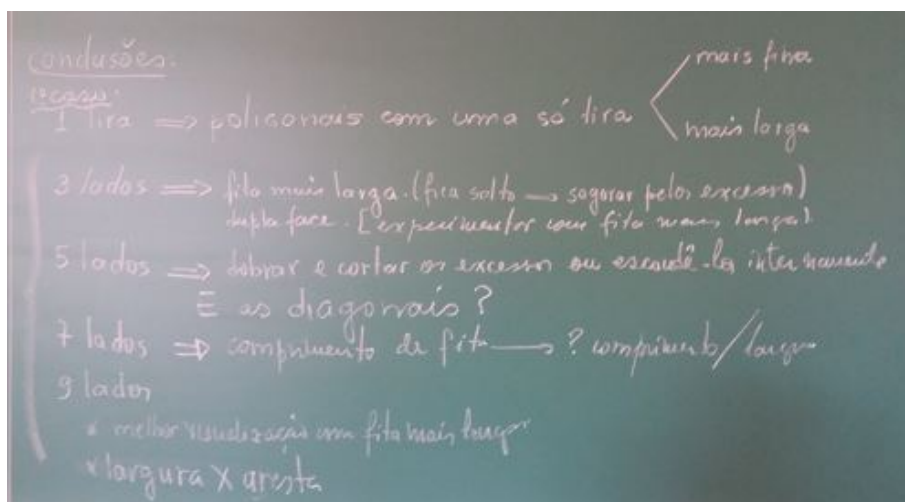 conclusões.
1º caso:
1 tira ⇒ poligonais com uma só tira
mais fina
mais larga
3 lados ⇒ fita mais larga. (fica solto → segurar pelos excessos)
dupla face. [experimentar com fita mais longa]
5 lados ⇒ dobrar e cortar os excessos ou escondê-los internamente
E as diagonais?
7 lados ⇒ comprimento da fita → ? comprimento/largura
9 lados
* melhor visualização com fita mais longa
* largura X aresta